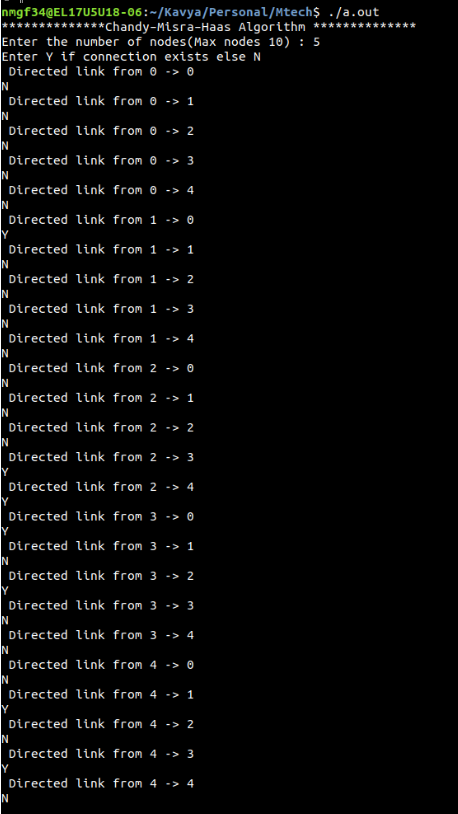 nmgf34@EL17U5U18-06:~/Kavya/Personal/Mtech$ ./a.out
**************Chandy-Misra-Haas Algorithm **************
Enter the number of nodes(Max nodes 10) : 5
Enter Y if connection exists else N
Directed link from 0 -> 0
N
Directed link from 0 -> 1
N
Directed link from 0 -> 2
N
Directed link from 0 -> 3
N
Directed link from 0 -> 4
N
Directed link from 1 -> 0
Y
Directed link from 1 -> 1
N
Directed link from 1 -> 2
N
Directed link from 1 -> 3
N
Directed link from 1 -> 4
N
Directed link from 2 -> 0
N
Directed link from 2 -> 1
N
Directed link from 2 -> 2
N
Directed link from 2 -> 3
Y
Directed link from 2 -> 4
Y
Directed link from 3 -> 0
Y
Directed link from 3 -> 1
N
Directed link from 3 -> 2
Y
Directed link from 3 -> 3
N
Directed link from 3 -> 4
N
Directed link from 4 -> 0
N
Directed link from 4 -> 1
Y
Directed link from 4 -> 2
N
Directed link from 4 -> 3
Y
Directed link from 4 -> 4
N